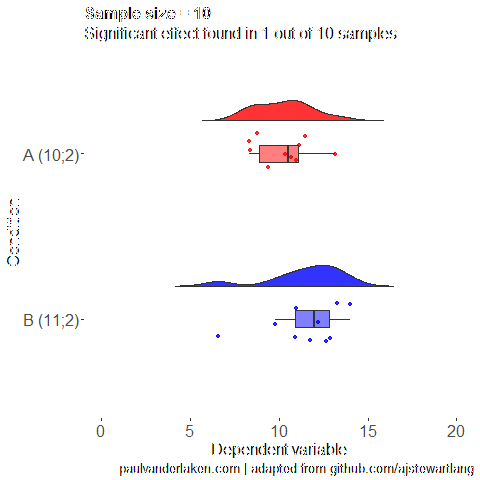 Sample size = 10
Significant effect found in 1 out of 10 samples
A (10;2)
Condition
B (11;2)
0 5 10 15 20
Dependent variable
paulvanderlaken.com | adapted from github.com/ajstewartlang